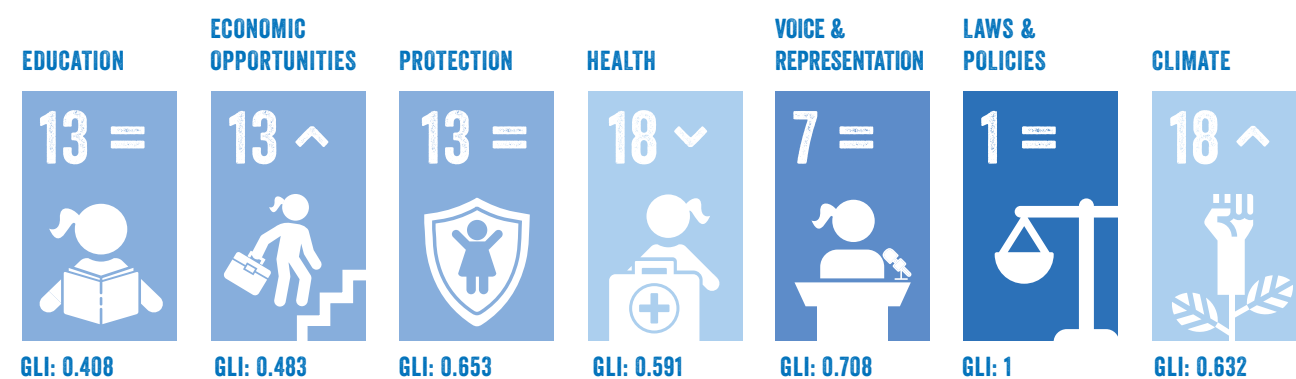 EDUCATION
ECONOMIC
OPPORTUNITIES
PROTECTION
HEALTH
VOICE &
REPRESENTATION
LAWS &
POLICIES
CLIMATE
13 =
13 ^
13 =
18 ⌄
7 =
1 =
18 ^
GLI: 0.408
GLI: 0.483
GLI: 0.653
GLI: 0.591
GLI: 0.708
GLI: 1
GLI: 0.632